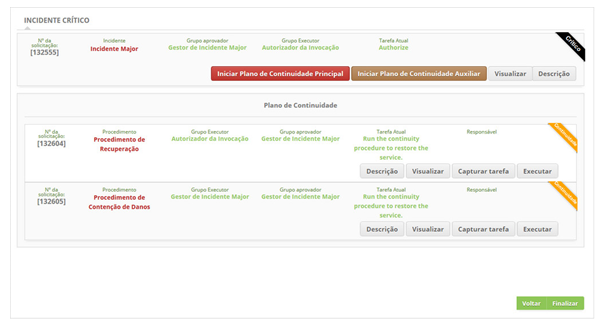 INCIDENTE CRÍTICO
Nº da solicitação: [132555]
Incidente
Incidente Major
Grupo aprovador
Gestor de Incidente Major
Grupo Executor
Autorizador da Invocação
Tarefa Atual
Authorize
Crítico
Iniciar Plano de Continuidade Principal
Iniciar Plano de Continuidade Auxiliar
Visualizar
Descrição
Plano de Continuidade
Nº da solicitação: [132604]
Procedimento
Procedimento de
Recuperação
Grupo Executor
Autorizador da Invocação
Grupo aprovador
Gestor de Incidente Major
Tarefa Atual
Run the continuity
procedure to restore the
service.
Responsável
Descrição
Visualizar
Capturar tarefa
Executar
Nº da solicitação: [132605]
Procedimento
Procedimento de
Contenção de Danos
Grupo Executor
Gestor de Incidente Major
Grupo aprovador
Gestor de Incidente Major
Tarefa Atual
Run the continuity
procedure to restore the
service.
Responsável
Descrição
Visualizar
Capturar tarefa
Executar
Voltar
Finalizar